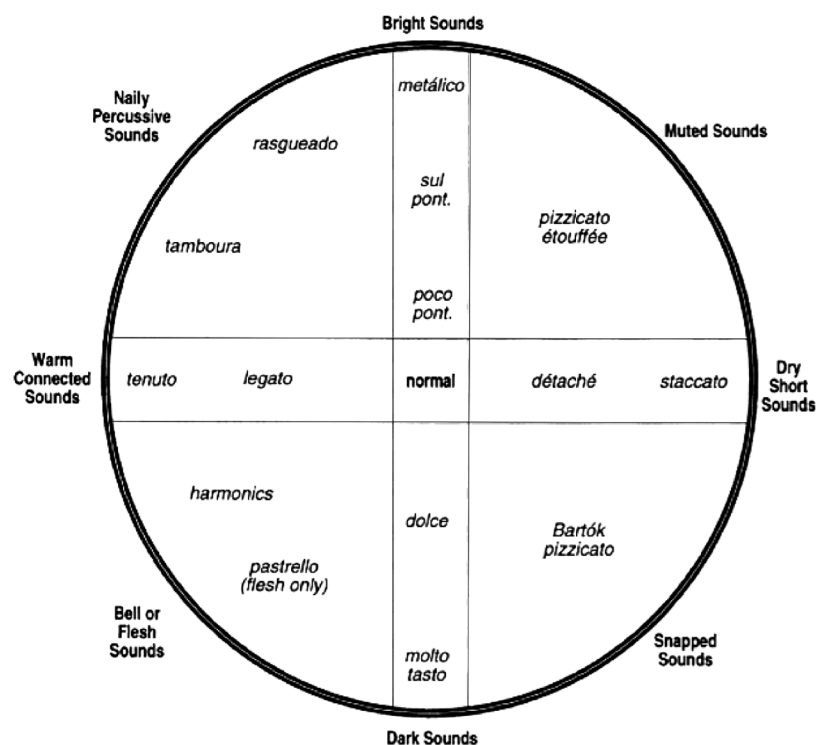 Bright Sounds
metálico
Naily
Percussive
Sounds
rasgueado
Muted Sounds
sul
pont.
pizzicato
étouffée
tamboura
poco
pont.
Warm
Connected
Sounds
tenuto
legato
normal
détaché
staccato
Dry
Short
Sounds
harmonics
dolce
Bartók
pizzicato
pastrello
(flesh only)
Bell or
Flesh
Sounds
Snapped
Sounds
molto
tasto
Dark Sounds